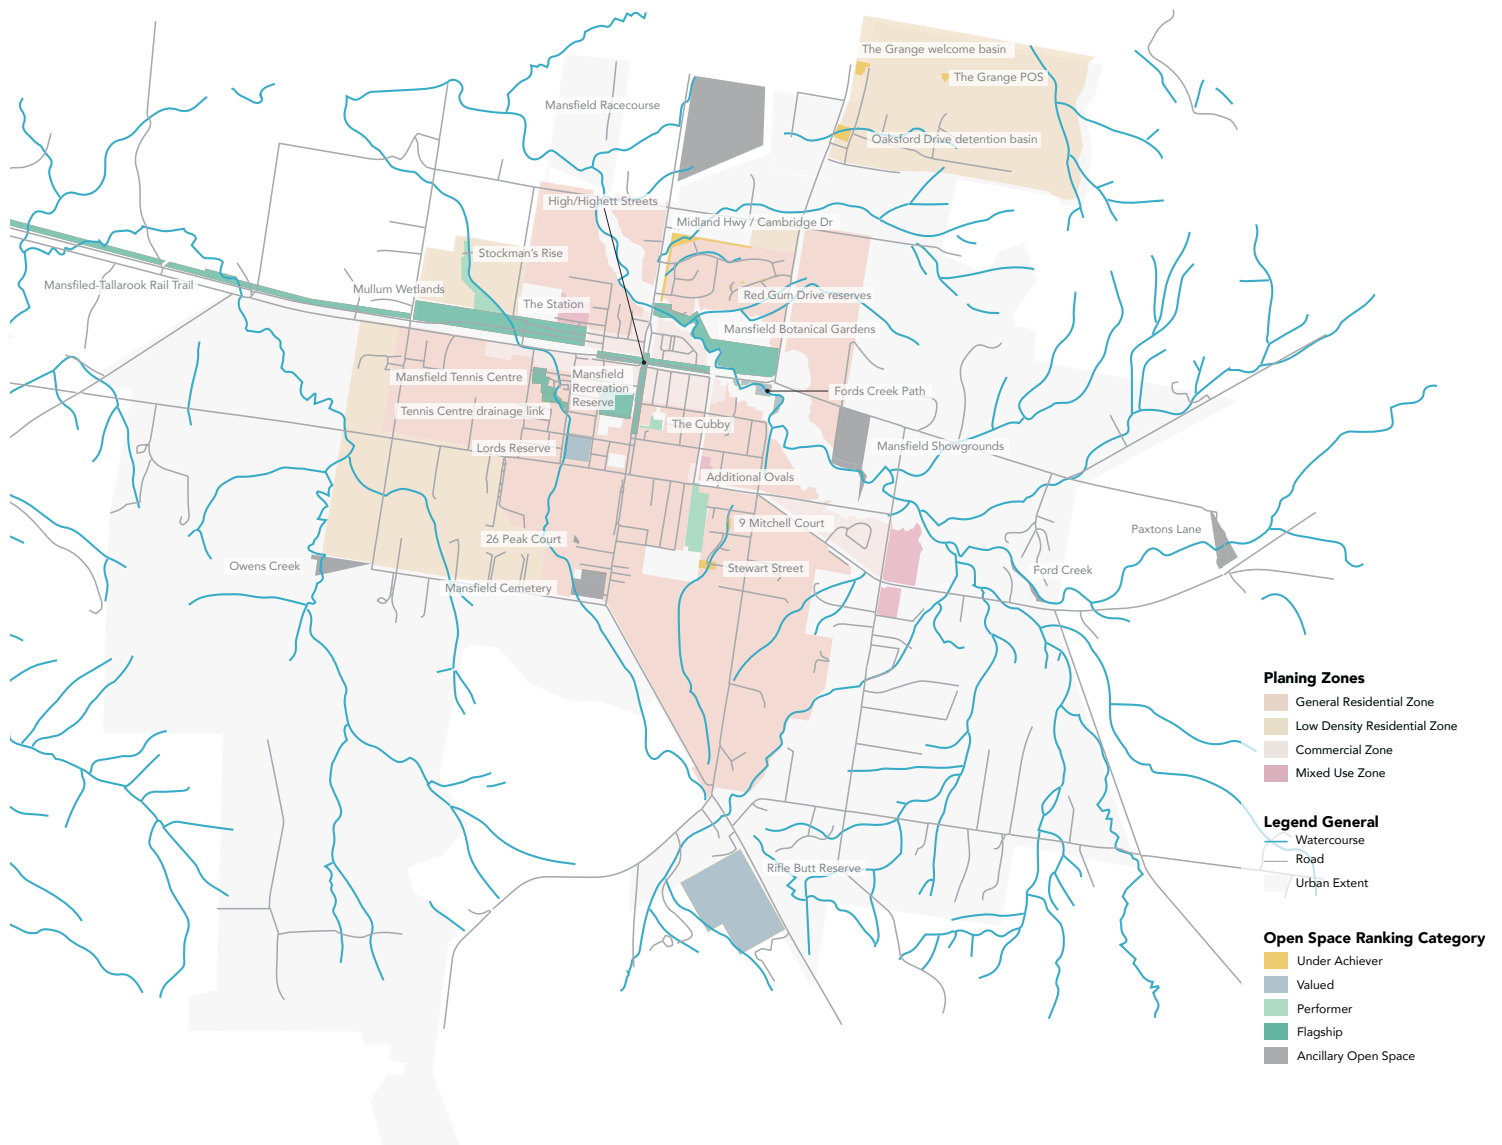 The Grange welcome basin
The Grange POS
Mansfield Racecourse
Oaksford Drive detention basin
High/Highett Streets
Midland Hwy / Cambridge Dr
Stockman's Rise
Mansfiled-Tallarook Rail Trail
Mullum Wetlands
The Station
Red Gum Drive reserves
Mansfield Botanical Gardens
Mansfield Tennis Centre
Mansfield
Recreation
Reserve
Fords Creek Path
Tennis Centre drainage link
The Cubby
Lords Reserve
Mansfield Showgrounds
Additional Ovals
9 Mitchell Court
Paxtons Lane
26 Peak Court
Owens Creek
Stewart Street
Ford Creek
Mansfield Cemetery
Rifle Butt Reserve
Planing Zones
General Residential Zone
Low Density Residential Zone
Commercial Zone
Mixed Use Zone
Legend General
Watercourse
Road
Urban Extent
Open Space Ranking Category
Under Achiever
Valued
Performer
Flagship
Ancillary Open Space